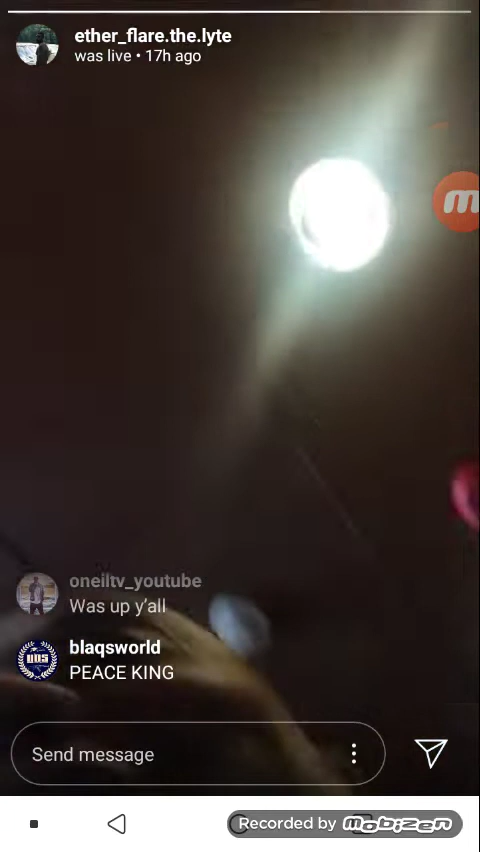 ether_flare.the.lyte
was live • 17h ago
m
oneiltv_youtube
Was up y'all
blaqsworld
PEACE KING
Send message
Recorded by mobizen